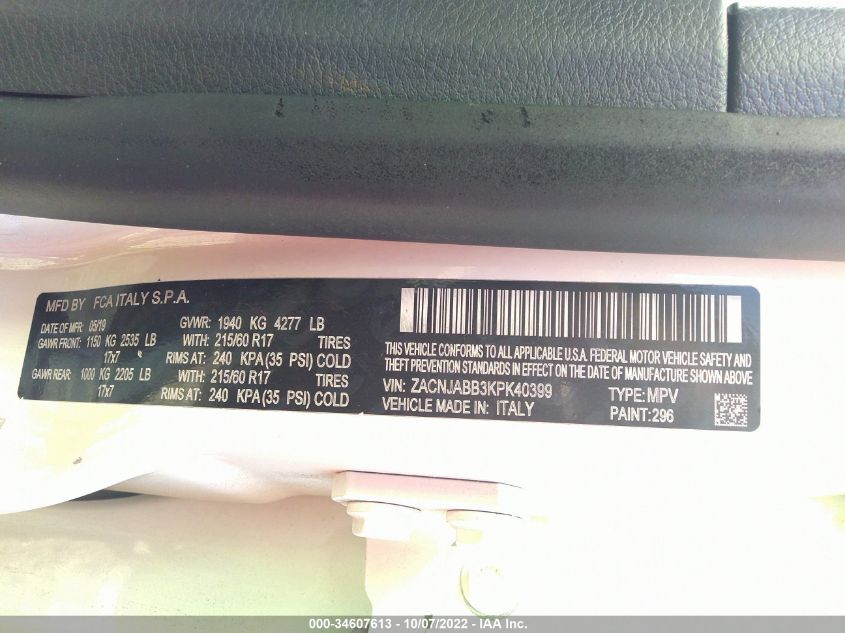 MFD BY FCA ITALY S.P.A.
DATE OF MFR 05/19 GVWR: 1940 KG 4277 LB
GAWR FRONT: 1150 KG 2535 LB WITH: 215/60 R17 TIRES
17x7 RIMS AT: 240 KPA (35 PSI) COLD
GAWR REAR: 1000 KG 2205 LB WITH: 215/60 R17 TIRES
17x7 RIMS AT: 240 KPA (35 PSI) COLD
THIS VEHICLE CONFORMS TO ALL APPLICABLE U.S.A. FEDERAL MOTOR VEHICLE SAFETY AND
THEFT PREVENTION STANDARDS IN EFFECT ON THE DATE OF MANUFACTURE SHOWN ABOVE
VIN: ZACNJABB3KPK40399 TYPE: MPV
VEHICLE MADE IN: ITALY PAINT: 296
000-34607613 - 10/07/2022 - IAA Inc.